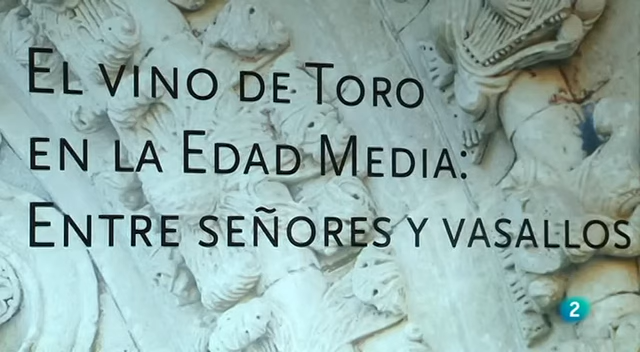 EL VINO DE TORO
EN LA EDAD MEDIA:
ENTRE SEÑORES Y VASALLOS
2